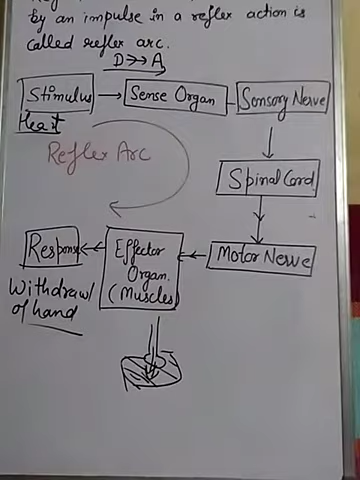 by an impulse in a reflex action is
called reflex arc.
D→→ A
Stimulus → Sense Organ - Sensory Nerve
Heat
Reflex Arc
Spinal Cord
Motor Nerve
Effector
Organ.
(Muscles)
Response
Withdrawl
of hand